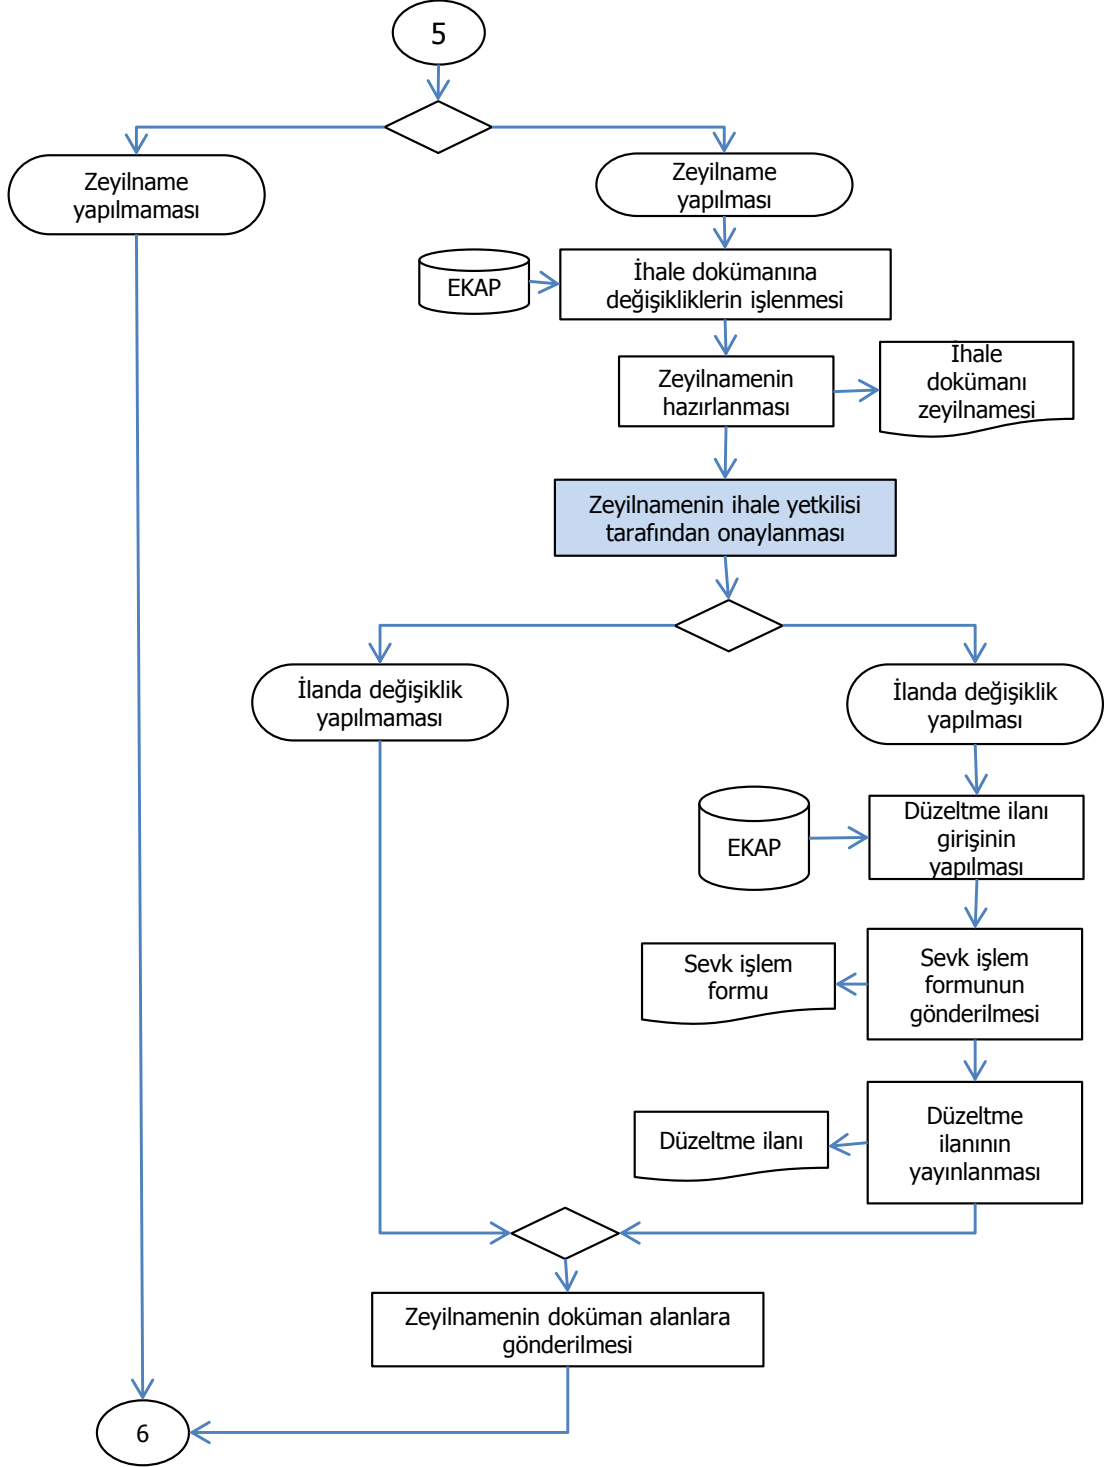 5
Zeyilname
yapılmaması
Zeyilname
yapılması
EKAP
İhale dokümanına
değişikliklerin işlenmesi
Zeyilnamenin
hazırlanması
İhale
dokümanı
zeyilnamesi
Zeyilnamenin ihale yetkilisi
tarafından onaylanması
İlanda değişiklik
yapılmaması
İlanda değişiklik
yapılması
EKAP
Düzeltme ilanı
girişinin
yapılması
Sevk işlem
formu
Sevk işlem
formunun
gönderilmesi
Düzeltme ilanı
Düzeltme
ilanının
yayınlanması
Zeyilnamenin doküman alanlara
gönderilmesi
6